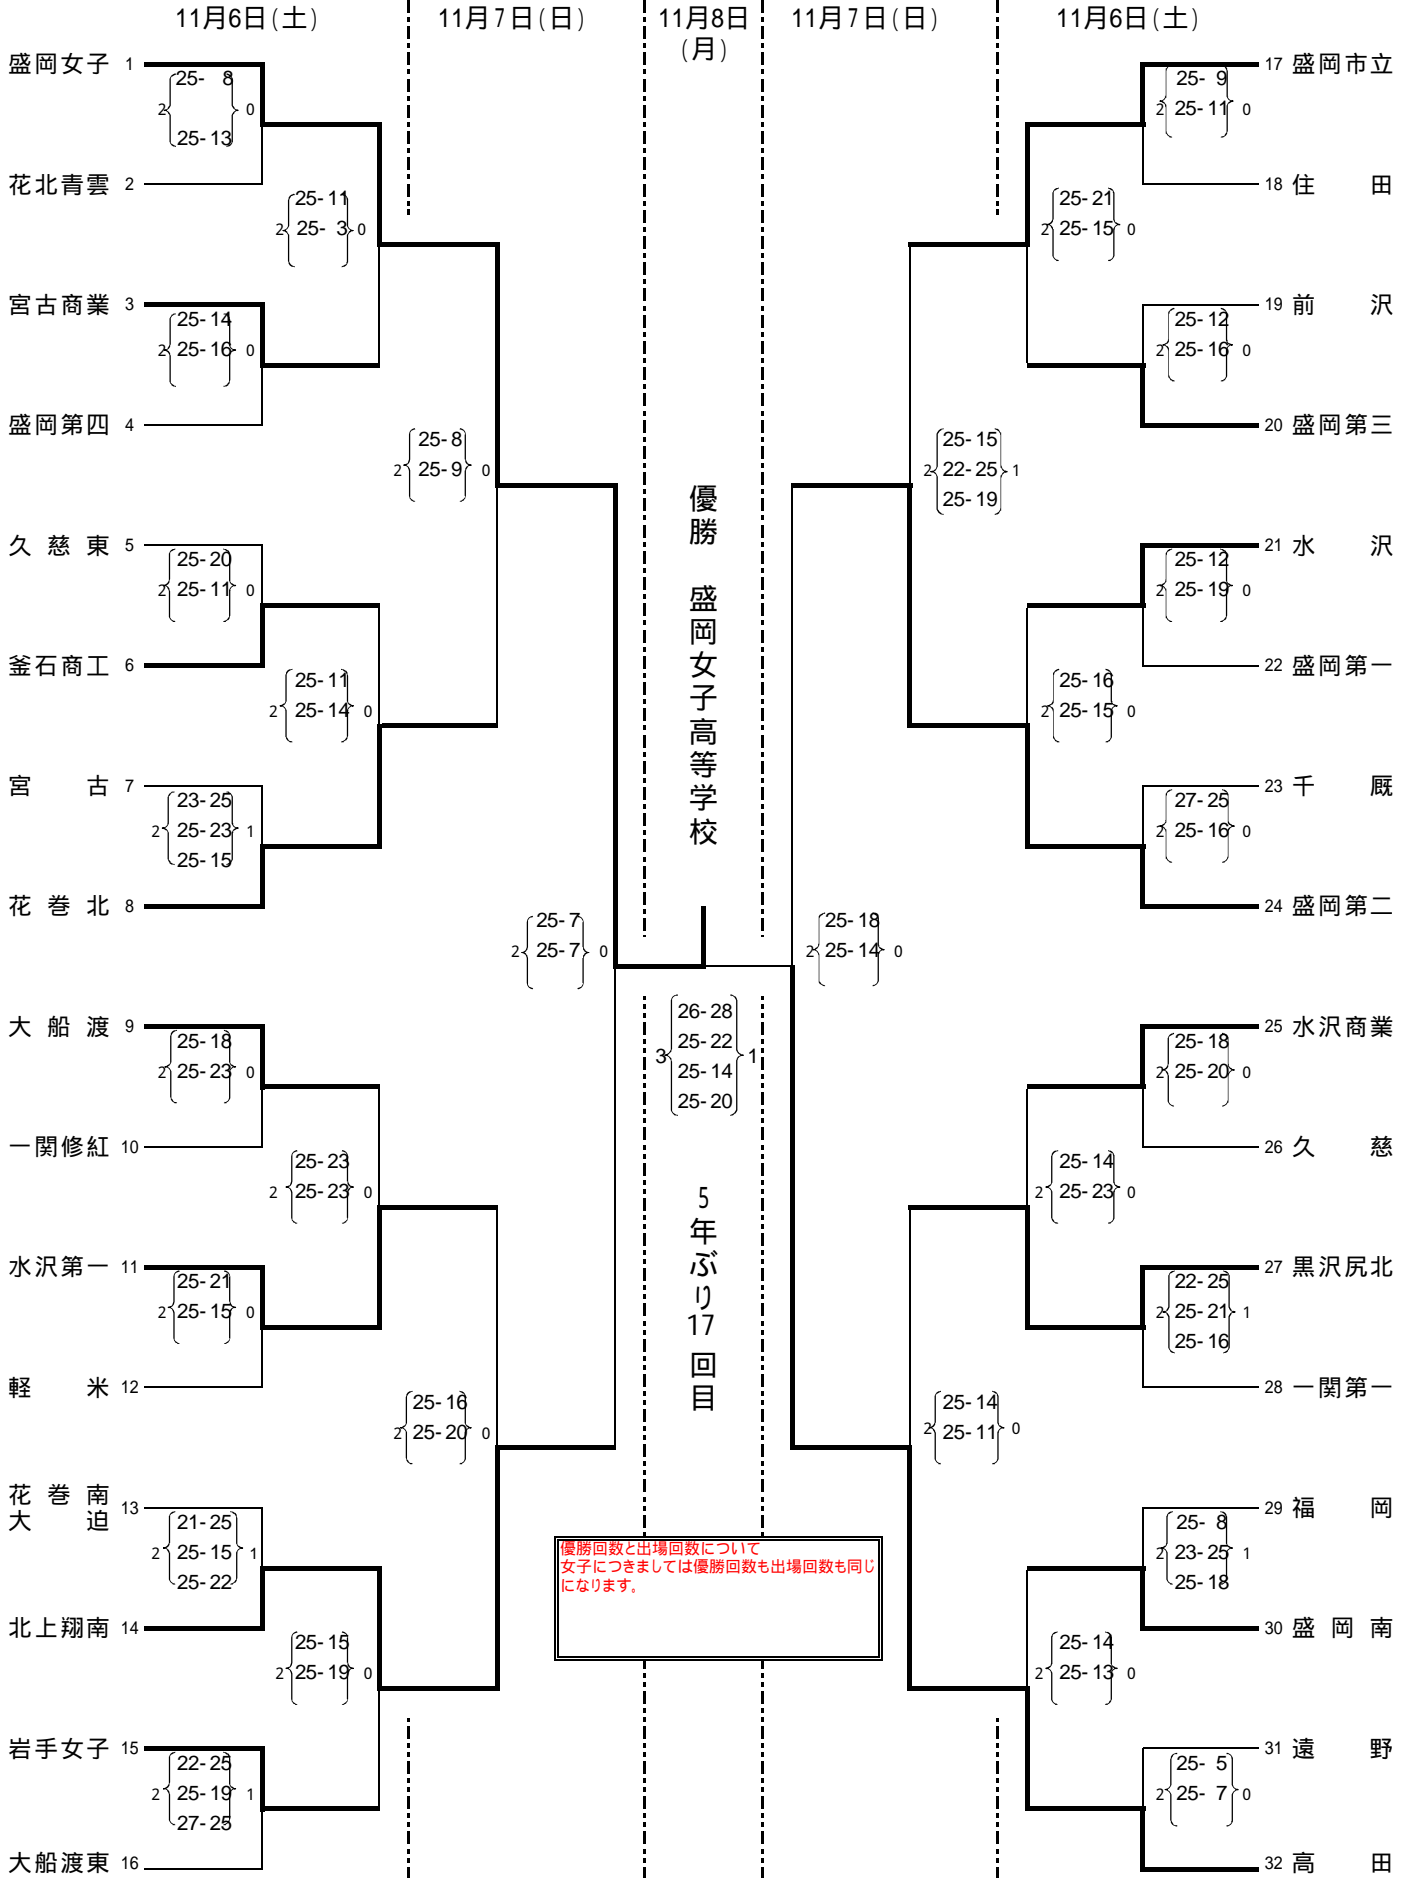 11月6日(土)
11月7日(日)
11月8日
(月)
11月7日(日)
11月6日(土)
盛岡女子 1
25- 8
2 0
25-13
花北青雲 2
25-11
2 25- 3 0
宮古商業 3
25-14
2 25-16 0
盛岡第四 4
25-8
2 25-9 0
久慈東 5
25-20
2 25-11 0
釜石商工 6
25-11
2 25-14 0
宮古 7
23-25
2 25-23 1
25-15
花巻北 8
25-7
2 25-7 0
大船渡 9
25-18
2 25-23 0
一関修紅 10
25-23
2 25-23 0
水沢第一 11
25-21
2 25-15 0
軽米 12
25-16
2 25-20 0
花巻南
大迫 13
21-25
2 25-15 1
25-22
北上翔南 14
25-15
2 25-19 0
岩手女子 15
22-25
2 25-19 1
27-25
大船渡東 16
優勝 盛岡女子高等学校
26-28
25-22
3 1
25-14
25-20
5年ぶり17回目
優勝回数と出場回数について
女子につきましては優勝回数も出場回数も同じ
になります。
17 盛岡市立
25- 9
2 25-11 0
18 住田
25-21
2 25-15 0
19 前沢
25-12
2 25-16 0
20 盛岡第三
25-15
2 22-25 1
25-19
21 水沢
25-12
2 25-19 0
22 盛岡第一
25-16
2 25-15 0
23 千厩
27-25
2 25-16 0
24 盛岡第二
25-18
2 25-14 0
25 水沢商業
25-18
2 25-20 0
26 久慈
25-14
2 25-23 0
27 黒沢尻北
22-25
2 25-21 1
25-16
28 一関第一
25-14
2 25-11 0
29 福岡
25- 8
2 23-25 1
25-18
30 盛岡南
25-14
2 25-13 0
31 遠野
25- 5
2 25- 7 0
32 高田